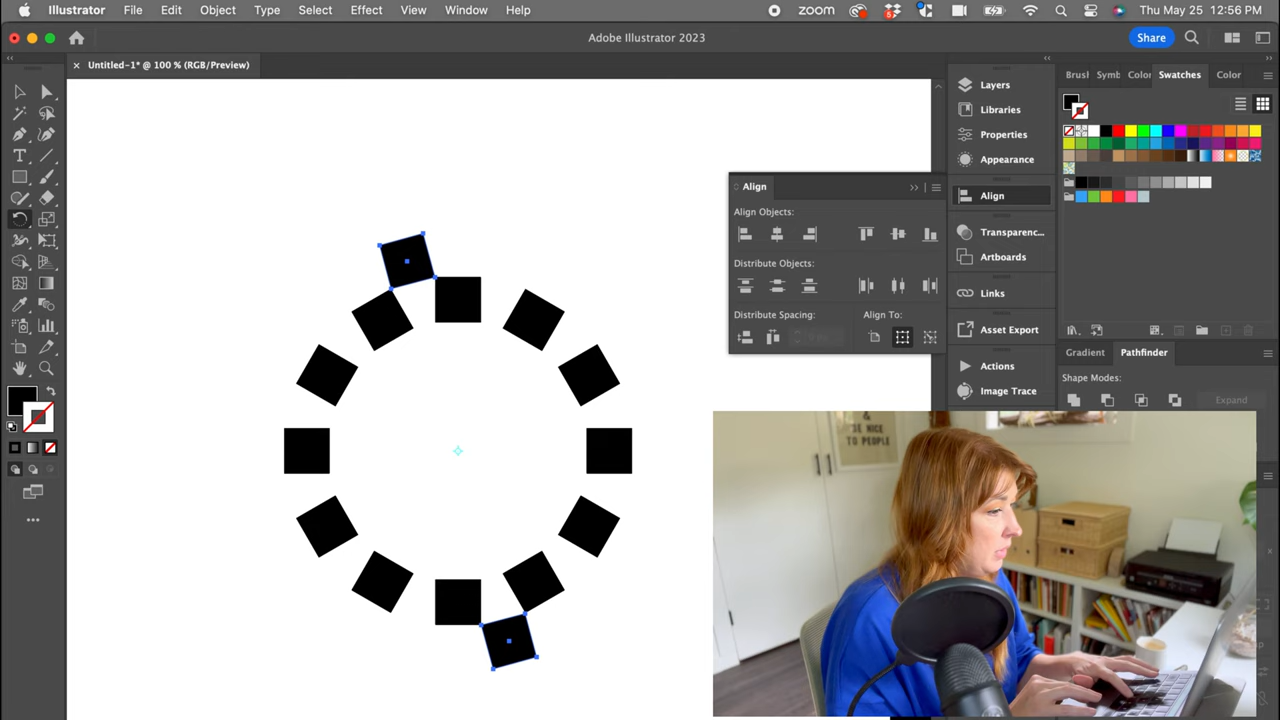 Illustrator File Edit Object Type Select Effect View Window Help zoom 5 Thu May 25 12:56 PM
Adobe Illustrator 2023 Share
× Untitled-1* @ 100 % (RGB/Preview)
Layers
Libraries
Properties
Appearance
Align
Transparenc...
Artboards
Links
Asset Export
Actions
Image Trace
Brush Symb Color Swatches Color
Align
Align Objects:
Distribute Objects:
Distribute Spacing: Align To:
Gradient Pathfinder
Shape Modes:
Expand
& SE NICE
TO PEOPLE